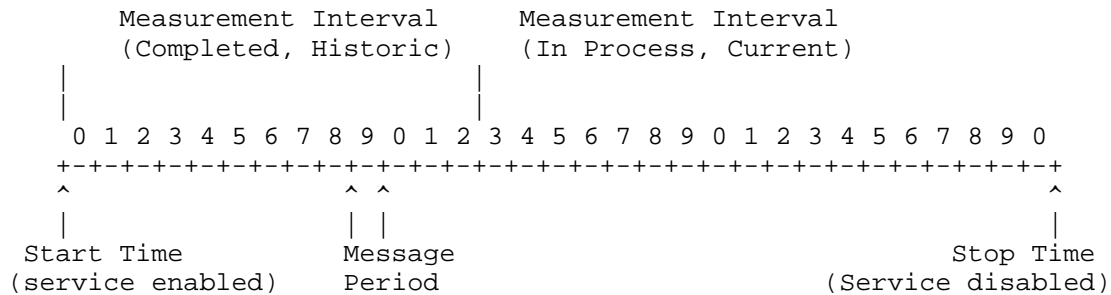 Measurement Interval Measurement Interval
(Completed, Historic) (In Process, Current)
| |
| |
0 1 2 3 4 5 6 7 8 9 0 1 2 3 4 5 6 7 8 9 0 1 2 3 4 5 6 7 8 9 0
+-+-+-+-+-+-+-+-+-+-+-+-+-+-+-+-+-+-+-+-+-+-+-+-+-+-+-+-+-+-+-+
^ ^ ^ ^
| | | |
Start Time Message Stop Time
(service enabled) Period (Service disabled)